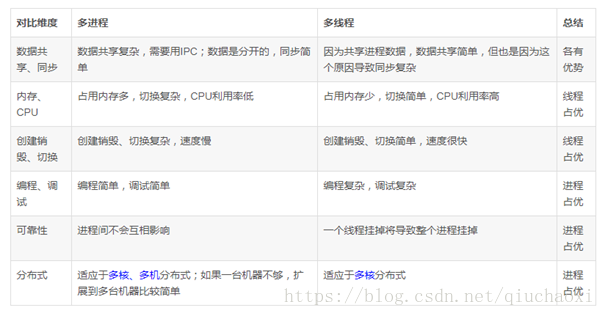 对比维度 多进程 多线程 总结
数据共享、同步 数据共享复杂，需要用IPC；数据是分开的，同步简单 因为共享进程数据，数据共享简单，但也是因为这个原因导致同步复杂 各有优势
内存、CPU 占用内存多，切换复杂，CPU利用率低 占用内存少，切换简单，CPU利用率高 线程占优
创建销毁、切换 创建销毁、切换复杂，速度慢 创建销毁、切换简单，速度很快 线程占优
编程、调试 编程简单，调试简单 编程复杂，调试复杂 进程占优
可靠性 进程间不会互相影响 一个线程挂掉将导致整个进程挂掉 进程占优
分布式 适应于多核、多机分布式；如果一台机器不够，扩展到多台机器比较简单 适应于多核分布式 进程占优
https://blog.csdn.net/qiuchaoxi